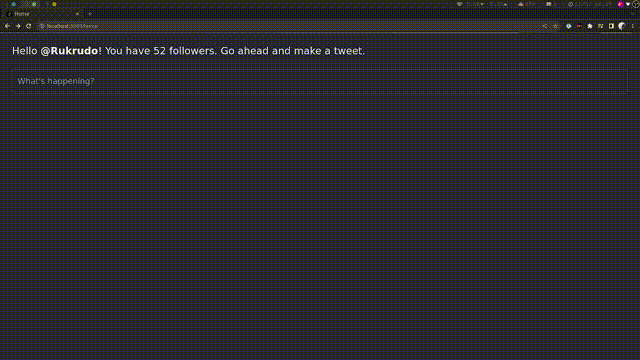 Home
localhost:3000/home
Hello @Rukrudo! You have 52 followers. Go ahead and make a tweet.
What's happening?